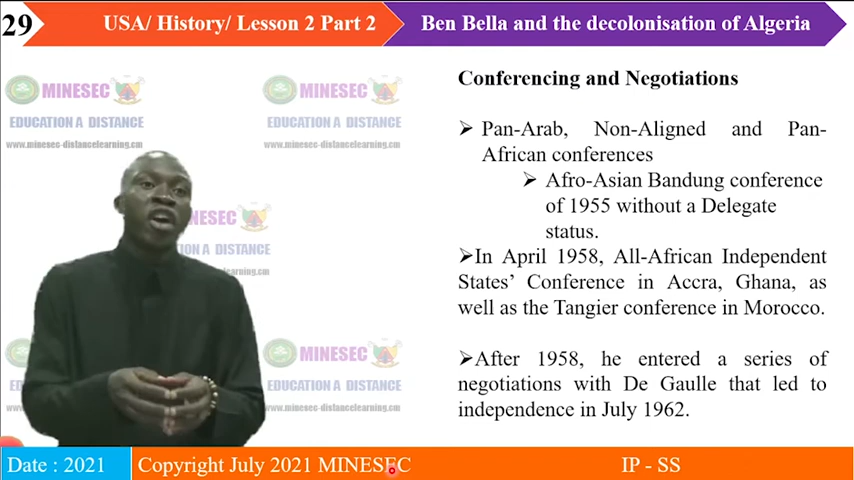 29
USA/ History/ Lesson 2 Part 2
Ben Bella and the decolonisation of Algeria
MINESEC
EDUCATION A DISTANCE
www.minesec-distancelearning.cm
MINESEC
EDUCATION A DISTANCE
www.minesec-distancelearning.cm
Conferencing and Negotiations
Pan-Arab, Non-Aligned and Pan-
African conferences
Afro-Asian Bandung conference
of 1955 without a Delegate
status.
In April 1958, All-African Independent
States’ Conference in Accra, Ghana, as
well as the Tangier conference in Morocco.
After 1958, he entered a series of
negotiations with De Gaulle that led to
independence in July 1962.
MINESEC
EDUCATION A DISTANCE
www.minesec-distancelearning.cm
Date : 2021
Copyright July 2021 MINESEC
IP - SS